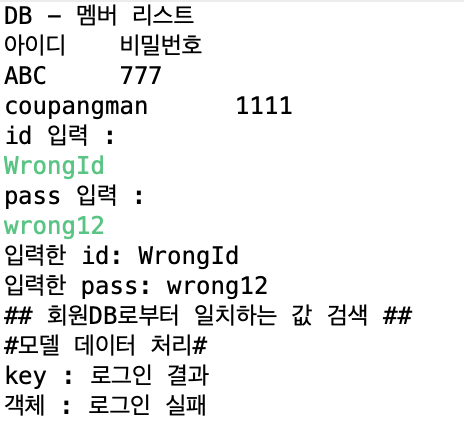 DB - 멤버 리스트
아이디    비밀번호
ABC    777
coupangman    1111
id 입력 :
WrongId
pass 입력 :
wrong12
입력한 id: WrongId
입력한 pass: wrong12
## 회원DB로부터 일치하는 값 검색 ##
#모델 데이터 처리#
key : 로그인 결과
객체 : 로그인 실패